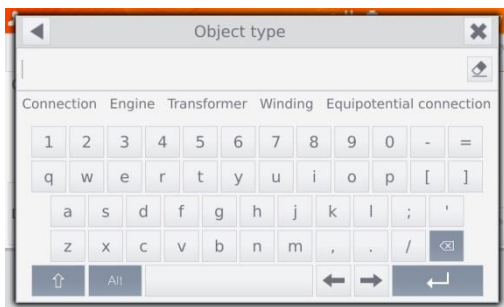 Object type
Connection Engine Transformer Winding Equipotential connection
1 2 3 4 5 6 7 8 9 0 - =
q w e r t y u i o p [ ]
a s d f g h j k l ; '
z x c v b n m , . /
Alt